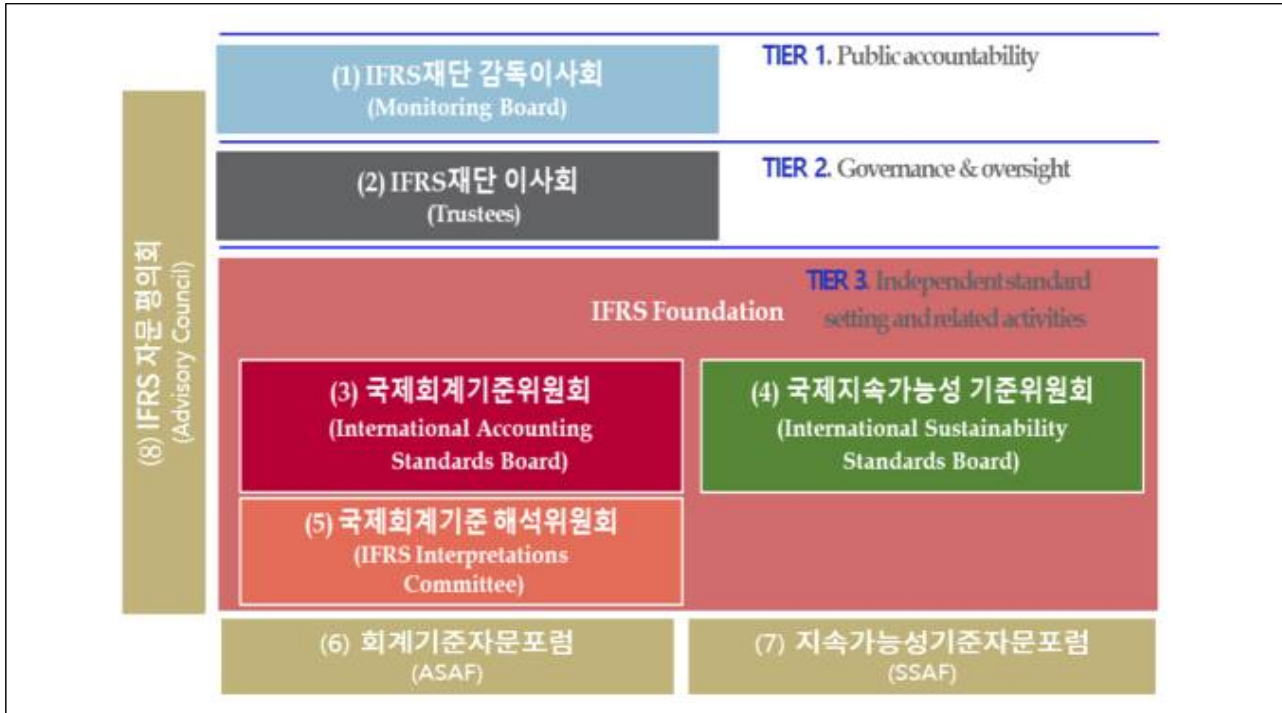 (1) IFRS재단 감독이사회
(Monitoring Board)
TIER 1. Public accountability
(2) IFRS재단 이사회
(Trustees)
TIER 2. Governance & oversight
(8) IFRS 자문 평의회
(Advisory Council)
TIER 3. Independent standard
setting and related activities
IFRS Foundation
(3) 국제회계기준위원회
(International Accounting
Standards Board)
(4) 국제지속가능성 기준위원회
(International Sustainability
Standards Board)
(5) 국제회계기준 해석위원회
(IFRS Interpretations
Committee)
(6) 회계기준자문포럼
(ASAF)
(7) 지속가능성기준자문포럼
(SSAF)